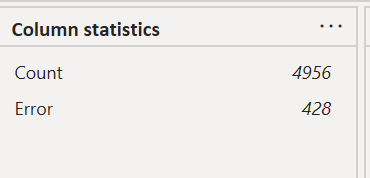 Column statistics ...
Count 4956
Error 428